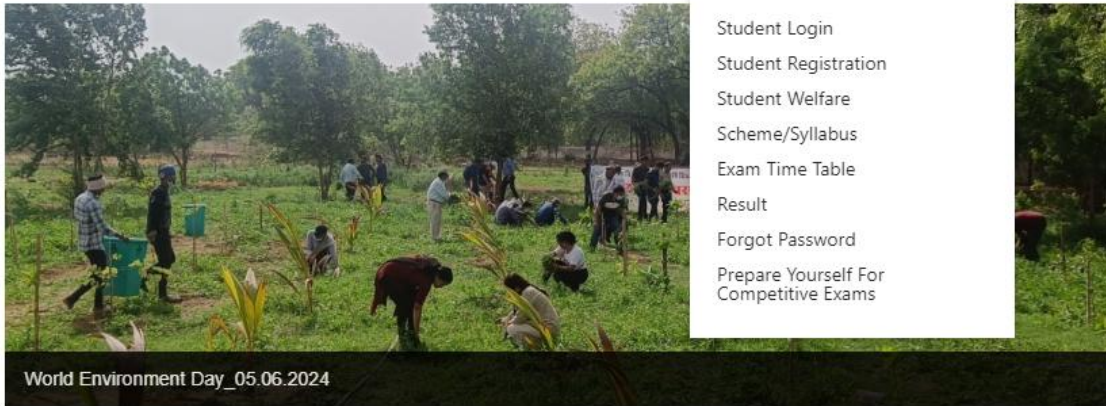 Student Login
Student Registration
Student Welfare
Scheme/Syllabus
Exam Time Table
Result
Forgot Password
Prepare Yourself For
Competitive Exams
World Environment Day_05.06.2024